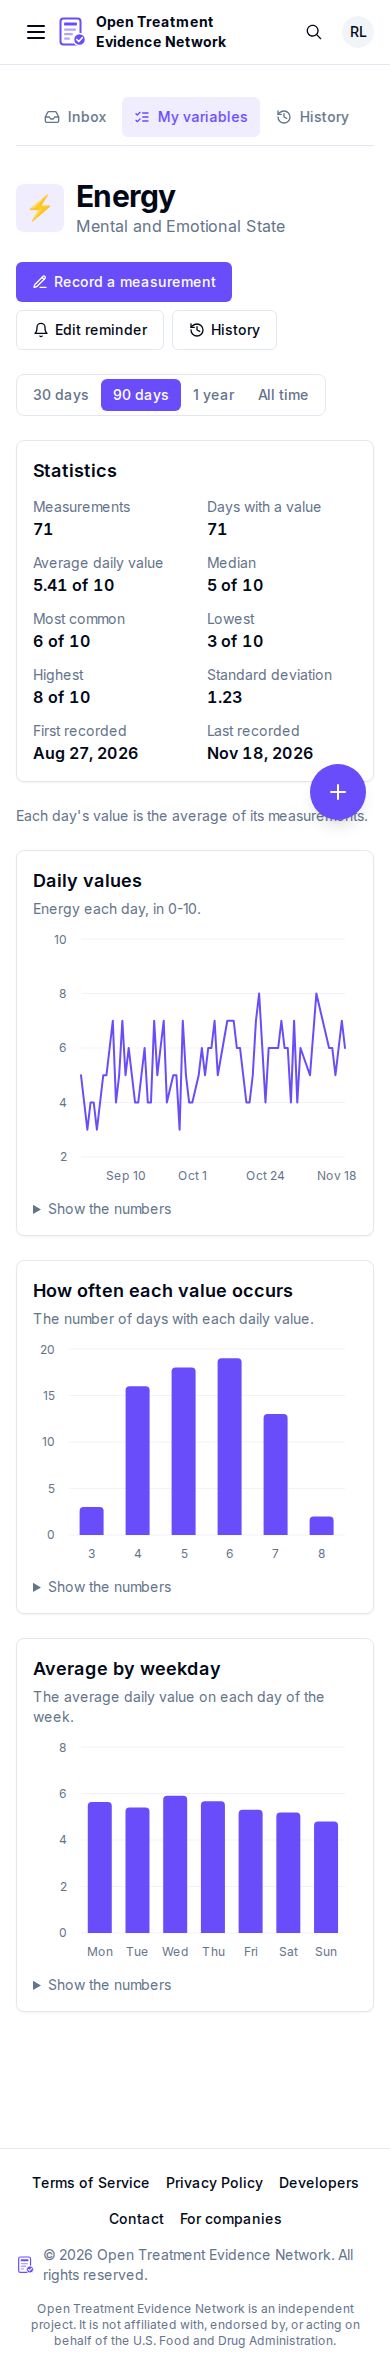 Open Treatment
Evidence Network
RL
Inbox
My variables
History
Energy
Mental and Emotional State
Record a measurement
Edit reminder
History
30 days
90 days
1 year
All time
Statistics
Measurements
71
Days with a value
71
Average daily value
5.41 of 10
Median
5 of 10
Most common
6 of 10
Lowest
3 of 10
Highest
8 of 10
Standard deviation
1.23
First recorded
Aug 27, 2026
Last recorded
Nov 18, 2026
Each day's value is the average of its measurements.
Daily values
Energy each day, in 0-10.
10
8
6
4
2
Sep 10
Oct 1
Oct 24
Nov 18
Show the numbers
How often each value occurs
The number of days with each daily value.
20
15
10
5
0
3
4
5
6
7
8
Show the numbers
Average by weekday
The average daily value on each day of the
week.
8
6
4
2
0
Mon
Tue
Wed
Thu
Fri
Sat
Sun
Show the numbers
Terms of Service
Privacy Policy
Developers
Contact
For companies
© 2026 Open Treatment Evidence Network. All
rights reserved.
Open Treatment Evidence Network is an independent
project. It is not affiliated with, endorsed by, or acting on
behalf of the U.S. Food and Drug Administration.